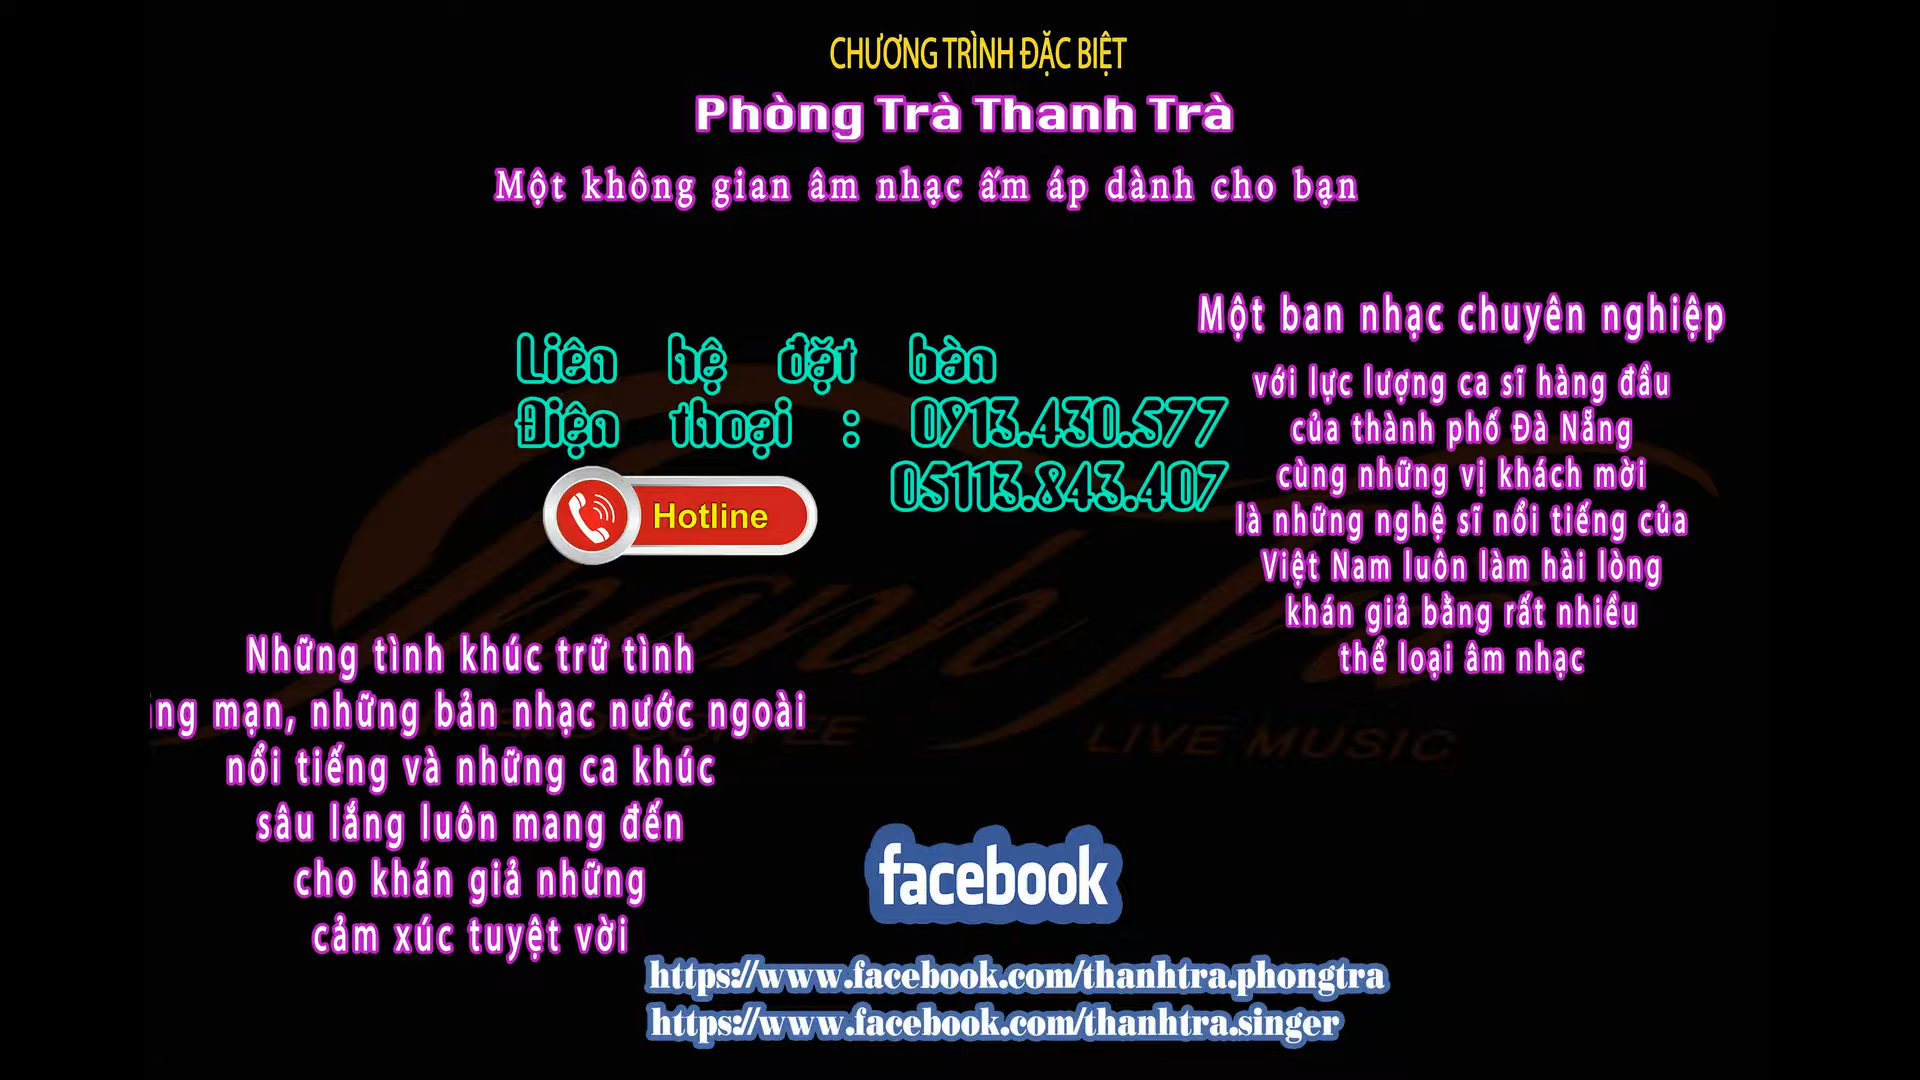 CHƯƠNG TRÌNH ĐẶC BIỆT
Phòng Trà Thanh Trà
Một không gian âm nhạc ấm áp dành cho bạn
Liên hệ đặt bàn
Điện thoại : 0913.430.577
05113.843.407
Hotline
Một ban nhạc chuyên nghiệp
với lực lượng ca sĩ hàng đầu
của thành phố Đà Nẵng
cùng những vị khách mời
là những nghệ sĩ nổi tiếng của
Việt Nam luôn làm hài lòng
khán giả bằng rất nhiều
thể loại âm nhạc
Thanh Trà
LIVE MUSIC
Những tình khúc trữ tình
mạn, những bản nhạc nước ngoài
nổi tiếng và những ca khúc
sâu lắng luôn mang đến
cho khán giả những
cảm xúc tuyệt vời
facebook
https://www.facebook.com/thanhtra.phongtra
https://www.facebook.com/thanhtra.singer